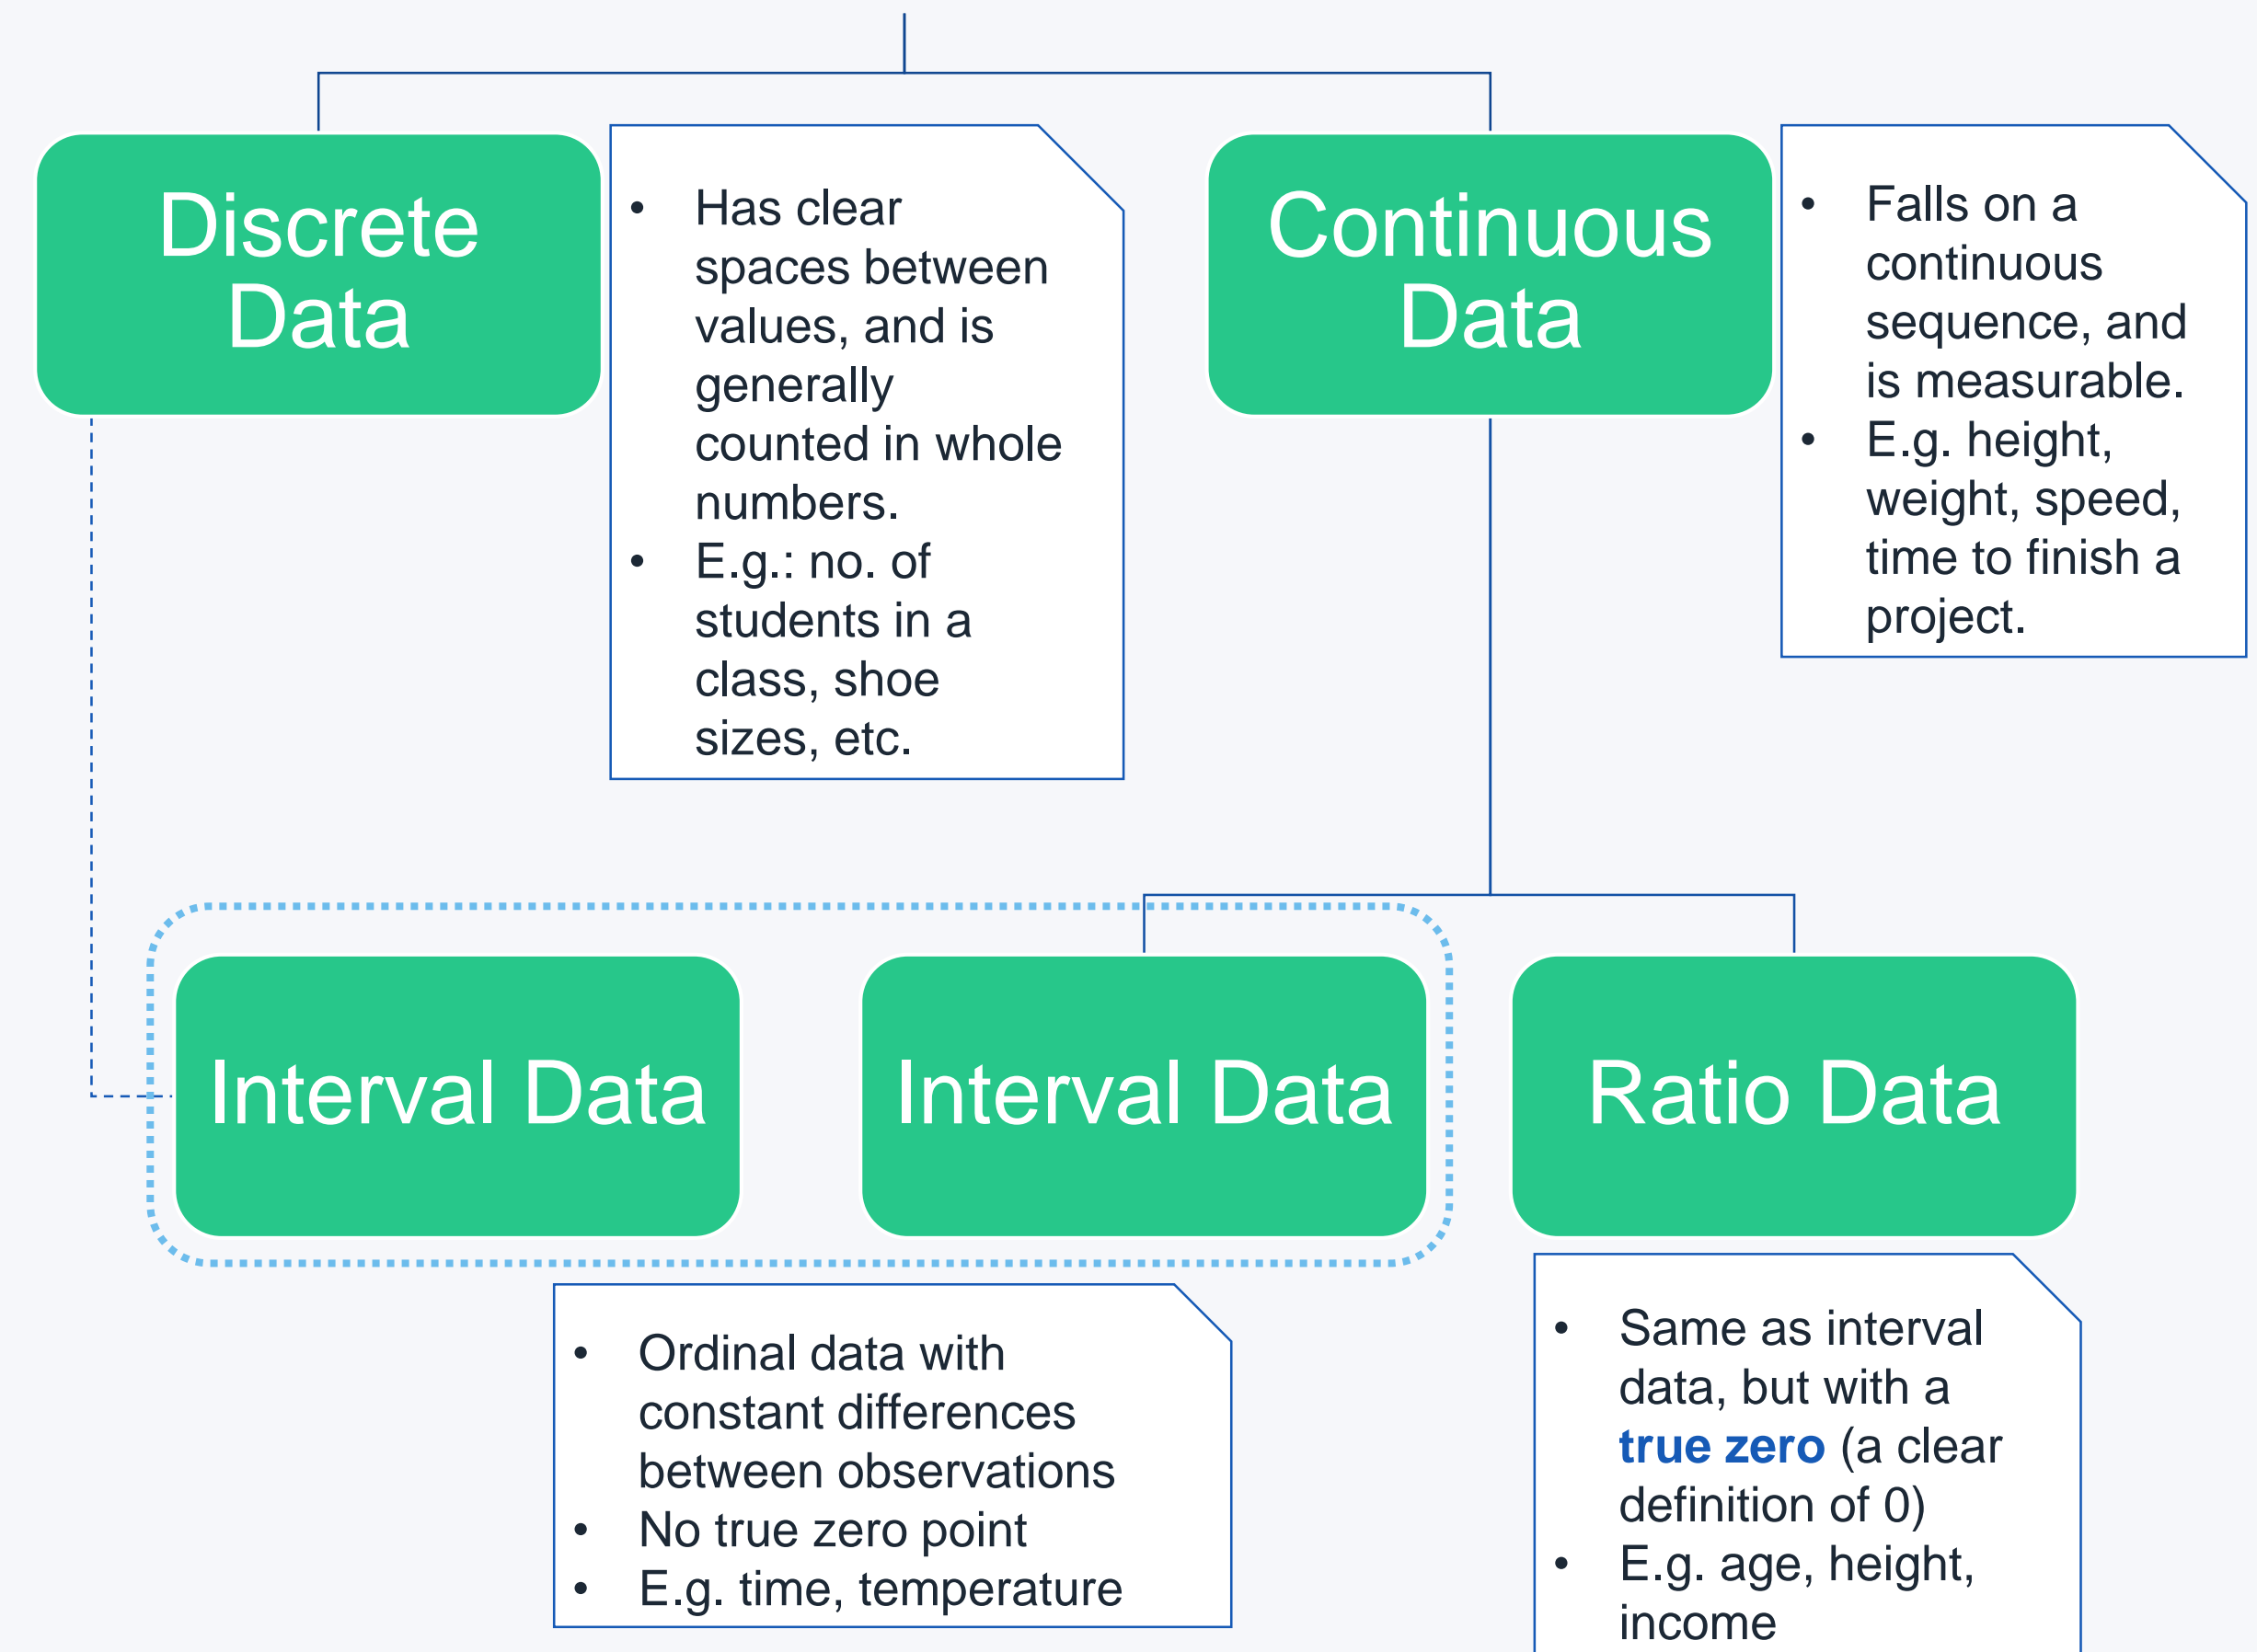 Discrete
Data
• Has clear
spaces between
values, and is
generally
counted in whole
numbers.
• E.g.: no. of
students in a
class, shoe
sizes, etc.
Continuous
Data
• Falls on a
continuous
sequence, and
is measurable.
• E.g. height,
weight, speed,
time to finish a
project.
Interval Data
Interval Data
Ratio Data
• Ordinal data with
constant differences
between observations
• No true zero point
• E.g. time, temperature
• Same as interval
data, but with a
true zero (a clear
definition of 0)
• E.g. age, height,
income